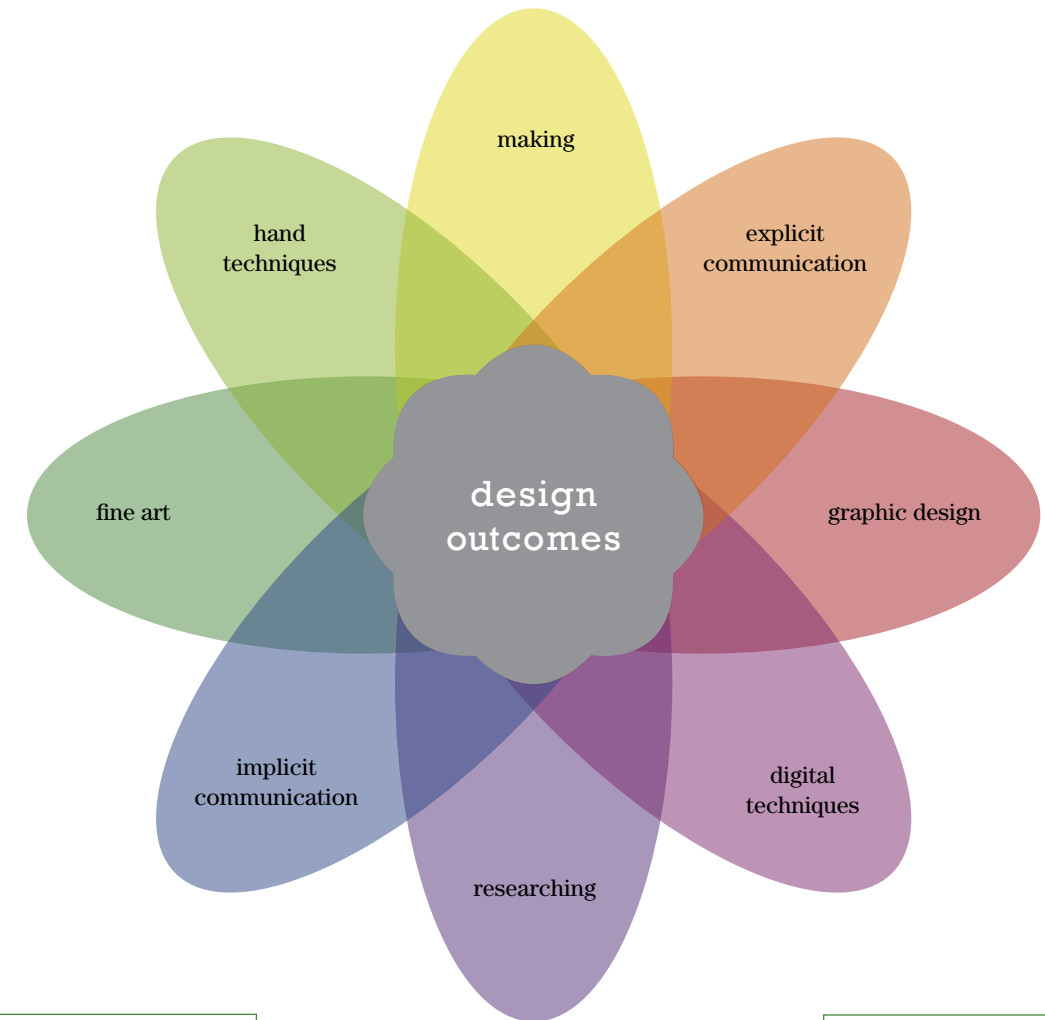 making
hand
techniques
explicit
communication
fine art
design
outcomes
graphic design
implicit
communication
digital
techniques
researching